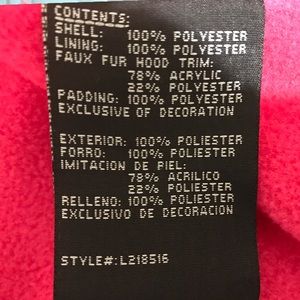 CONTENTS:
SHELL: 100% POLYESTER
LINING: 100% POLYESTER
FAUX FUR HOOD TRIM:
78% ACRYLIC
22% POLYESTER
PADDING: 100% POLYESTER
EXCLUSIVE OF DECORATION
EXTERIOR: 100% POLIESTER
FORRO: 100% POLIESTER
IMITACION DE PIEL:
78% ACRILICO
22% POLIESTER
RELLENO: 100% POLIESTER
EXCLUSIVO DE DECORACION
STYLE#:L218516